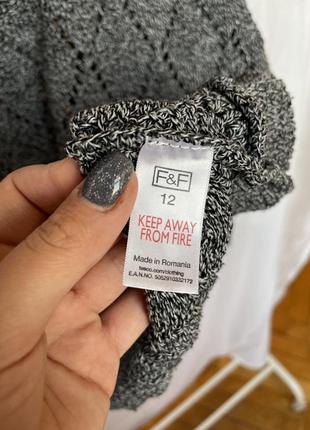 F&F
12
KEEP AWAY
FROM FIRE
Made in Romania
tesco.com/clothing
E.A.N.NO. 5052910332172